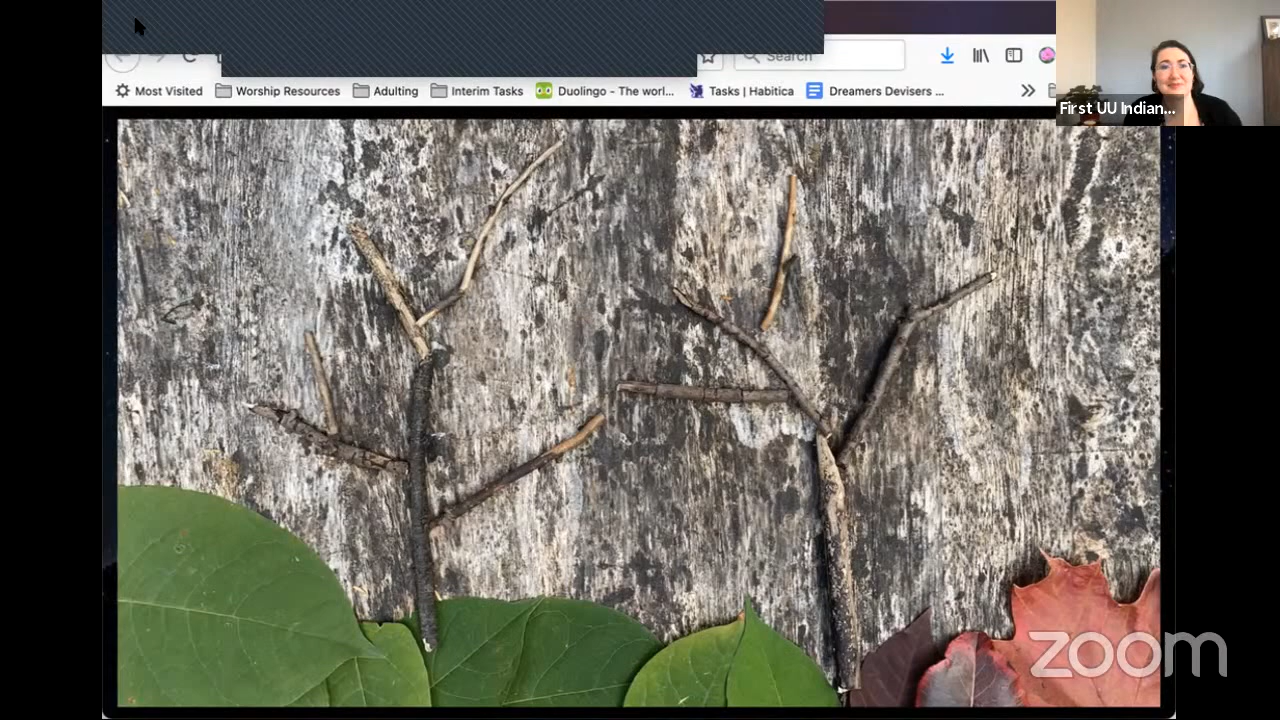 Search
Most Visited Worship Resources Adulting Interim Tasks Duolingo - The worl... Tasks | Habitica Dreamers Devisers ...
First UU Indian...
zoom